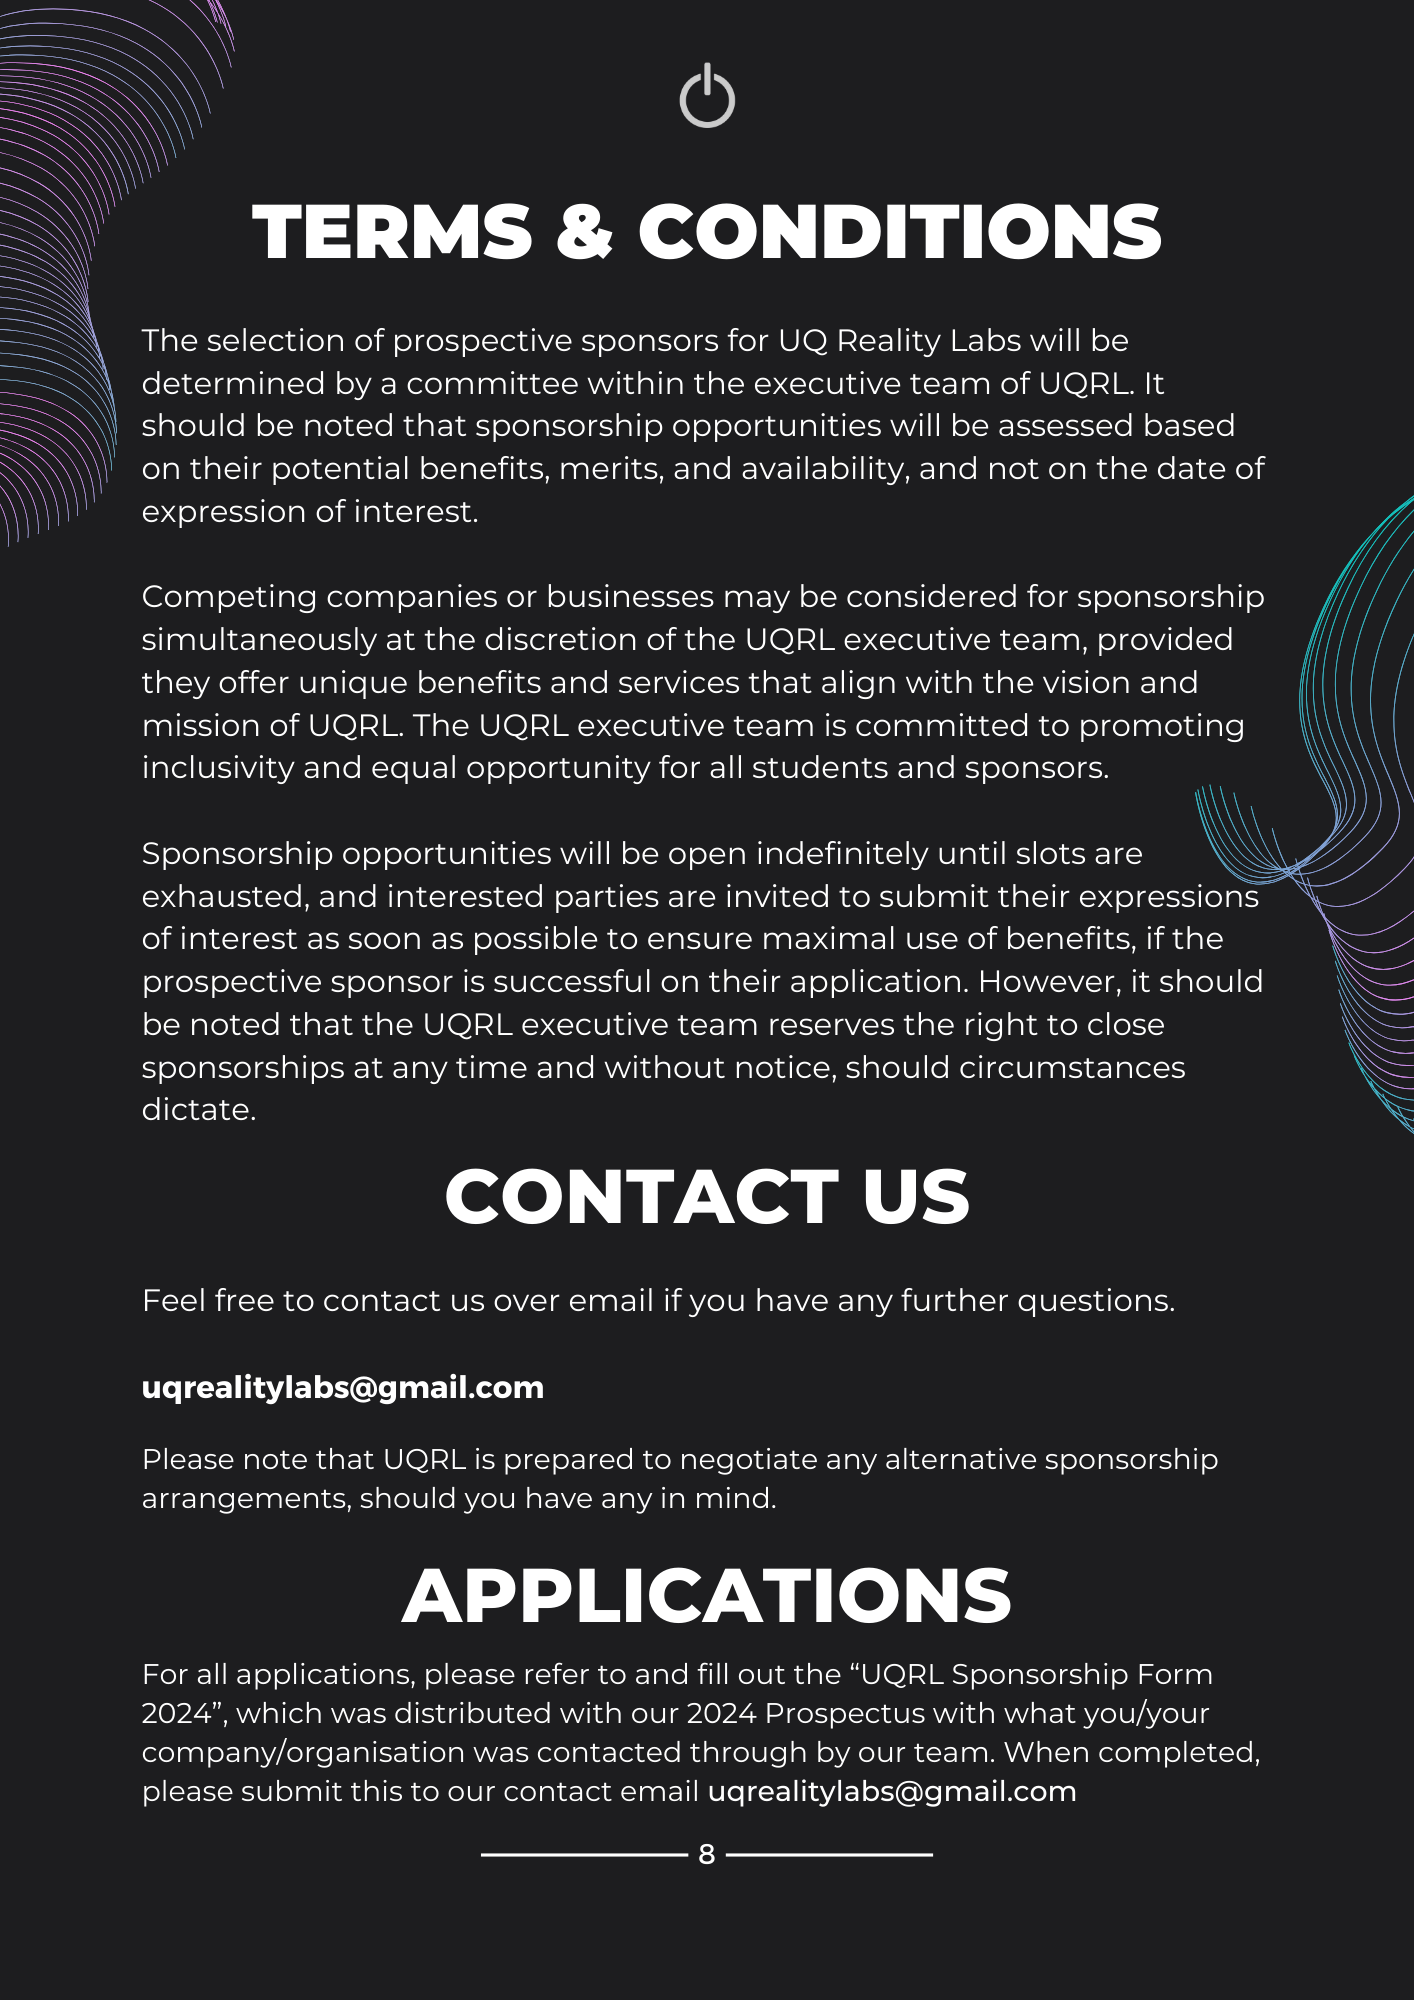 TERMS & CONDITIONS
The selection of prospective sponsors for UQ Reality Labs will be
determined by a committee within the executive team of UQRL. It
should be noted that sponsorship opportunities will be assessed based
on their potential benefits, merits, and availability, and not on the date of
expression of interest.
Competing companies or businesses may be considered for sponsorship
simultaneously at the discretion of the UQRL executive team, provided
they offer unique benefits and services that align with the vision and
mission of UQRL. The UQRL executive team is committed to promoting
inclusivity and equal opportunity for all students and sponsors.
Sponsorship opportunities will be open indefinitely until slots are
exhausted, and interested parties are invited to submit their expressions
of interest as soon as possible to ensure maximal use of benefits, if the
prospective sponsor is successful on their application. However, it should
be noted that the UQRL executive team reserves the right to close
sponsorships at any time and without notice, should circumstances
dictate.
CONTACT US
Feel free to contact us over email if you have any further questions.
uqrealitylabs@gmail.com
Please note that UQRL is prepared to negotiate any alternative sponsorship
arrangements, should you have any in mind.
APPLICATIONS
For all applications, please refer to and fill out the “UQRL Sponsorship Form
2024”, which was distributed with our 2024 Prospectus with what you/your
company/organisation was contacted through by our team. When completed,
please submit this to our contact email uqrealitylabs@gmail.com
8